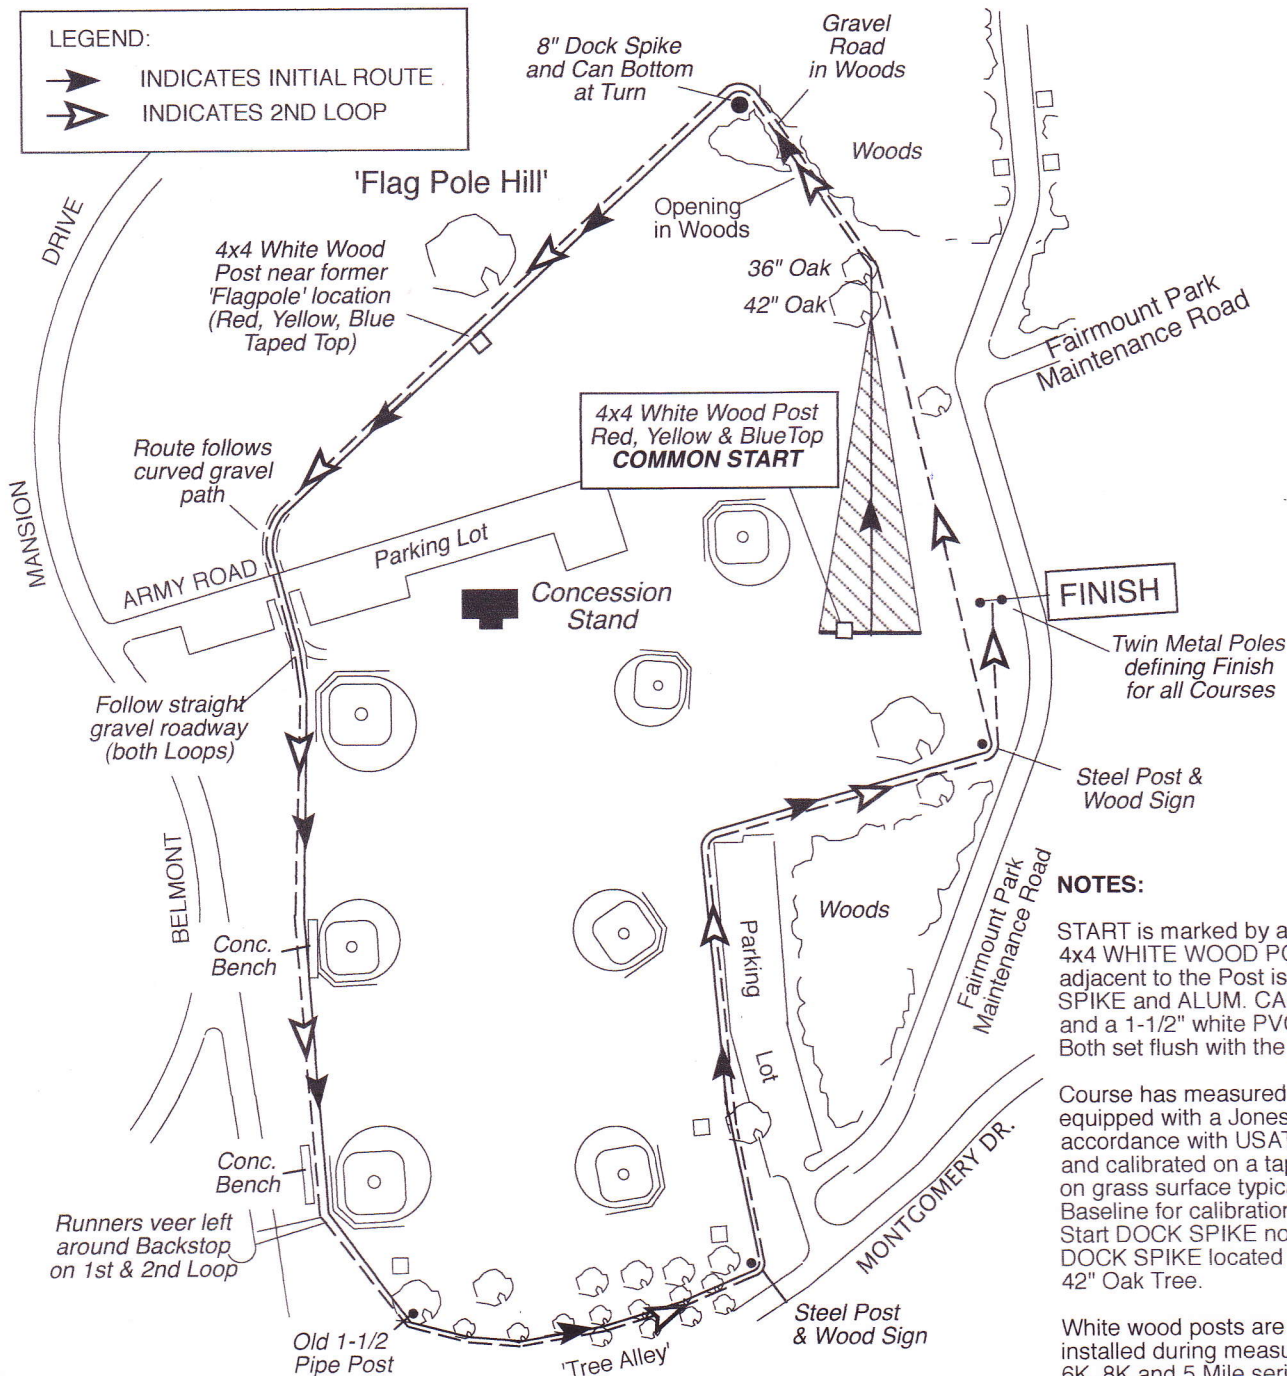 LEGEND:
INDICATES INITIAL ROUTE
INDICATES 2ND LOOP
8" Dock Spike
and Can Bottom
at Turn
Gravel
Road
in Woods
Woods
'Flag Pole Hill'
Opening
in Woods
4x4 White Wood
Post near former
'Flagpole' location
(Red, Yellow, Blue
Taped Top)
36" Oak
42" Oak
Fairmount Park
Maintenance Road
DRIVE
MANSION
BELMONT
4x4 White Wood Post
Red, Yellow & BlueTop
COMMON START
Route follows
curved gravel
path
ARMY ROAD
Parking Lot
Concession
Stand
FINISH
Twin Metal Poles
defining Finish
for all Courses
Follow straight
gravel roadway
(both Loops)
Steel Post &
Wood Sign
Conc.
Bench
Woods
Parking
Lot
Fairmount Park
Maintenance Road
MONTGOMERY DR.
Conc.
Bench
Runners veer left
around Backstop
on 1st & 2nd Loop
Old 1-1/2
Pipe Post
'Tree Alley'
Steel Post
& Wood Sign
NOTES:
START is marked by a
4x4 WHITE WOOD PO
adjacent to the Post is
SPIKE and ALUM. CA
and a 1-1/2" white PV
Both set flush with the
Course has measured
equipped with a Jones
accordance with USAT
and calibrated on a tap
on grass surface typica
Baseline for calibration
Start DOCK SPIKE no
DOCK SPIKE located
42" Oak Tree.
White wood posts are
installed during measu
6K, 8K and 5 Mile seri